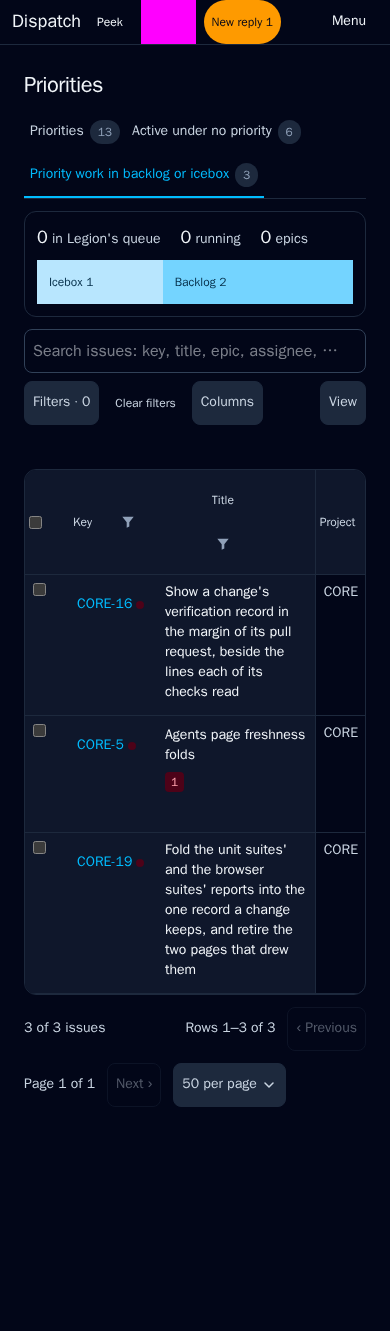 Dispatch Peek New reply 1 Menu
Priorities
Priorities 13 Active under no priority 6
Priority work in backlog or icebox 3
0 in Legion's queue 0 running 0 epics
Icebox 1 Backlog 2
Search issues: key, title, epic, assignee, ···
Filters · 0 Clear filters Columns View
Title
Key Project
CORE-16 Show a change's CORE
verification record in
the margin of its pull
request, beside the
lines each of its
checks read
CORE-5 Agents page freshness CORE
folds
1
CORE-19 Fold the unit suites' CORE
and the browser
suites' reports into the
one record a change
keeps, and retire the
two pages that drew
them
3 of 3 issues Rows 1–3 of 3 ‹ Previous
Page 1 of 1 Next › 50 per page